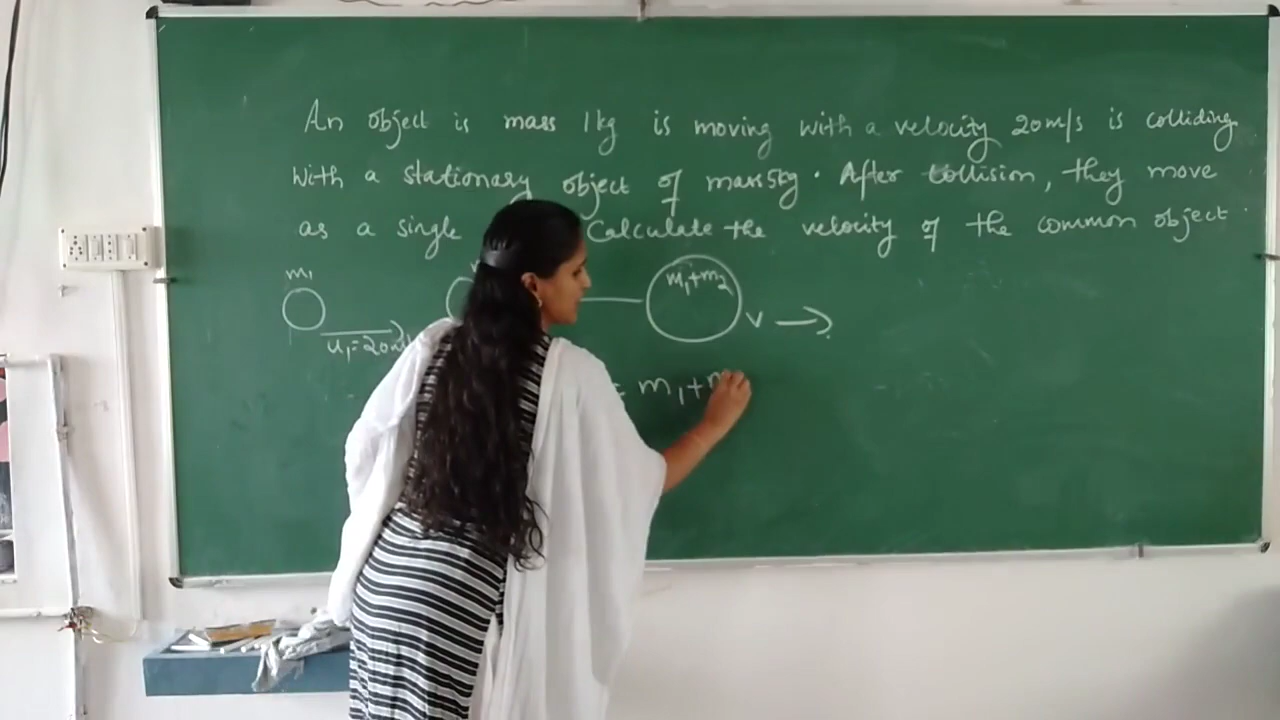 An object is mass 1kg is moving with a velocity 20m/s is colliding
with a stationary object of mass 5kg. After collision, they move
as a single Calculate the velocity of the common object.
m₁
m₁+m₂
v
u₁=20m
= m₁+